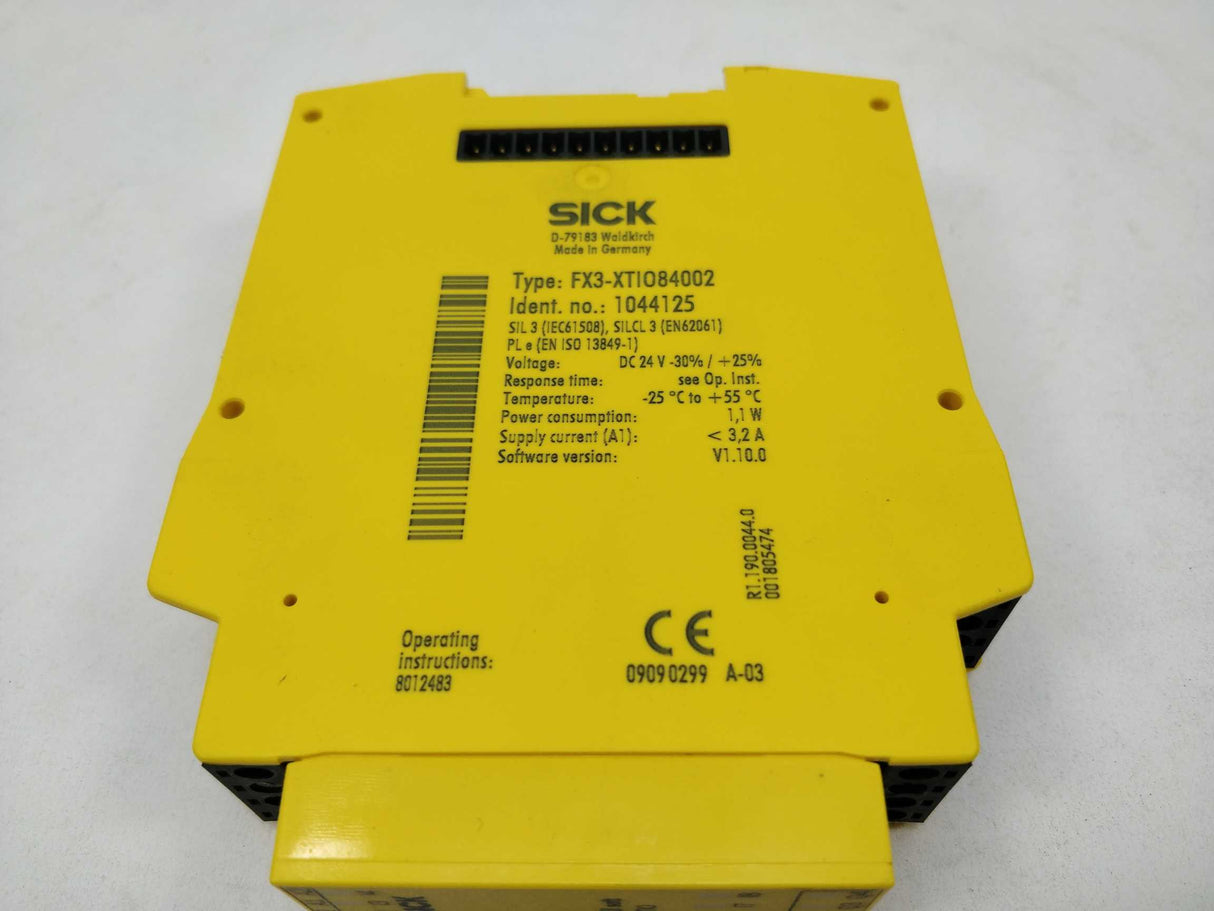 SICK
D-79183 Waldkirch
Made in Germany
Type: FX3-XTIO84002
Ident. no.: 1044125
SIL 3 (IEC61508), SILCL 3 (EN62061)
PL e (EN ISO 13849-1)
Voltage: DC 24 V -30% / +25%
Response time: see Op. Inst.
Temperature: -25 °C to +55 °C
Power consumption: 1,1 W
Supply current (A1): < 3,2 A
Software version: V1.10.0
R1.190.0044.0
001805474
Operating
instructions:
8012483
CE
09090299 A-03